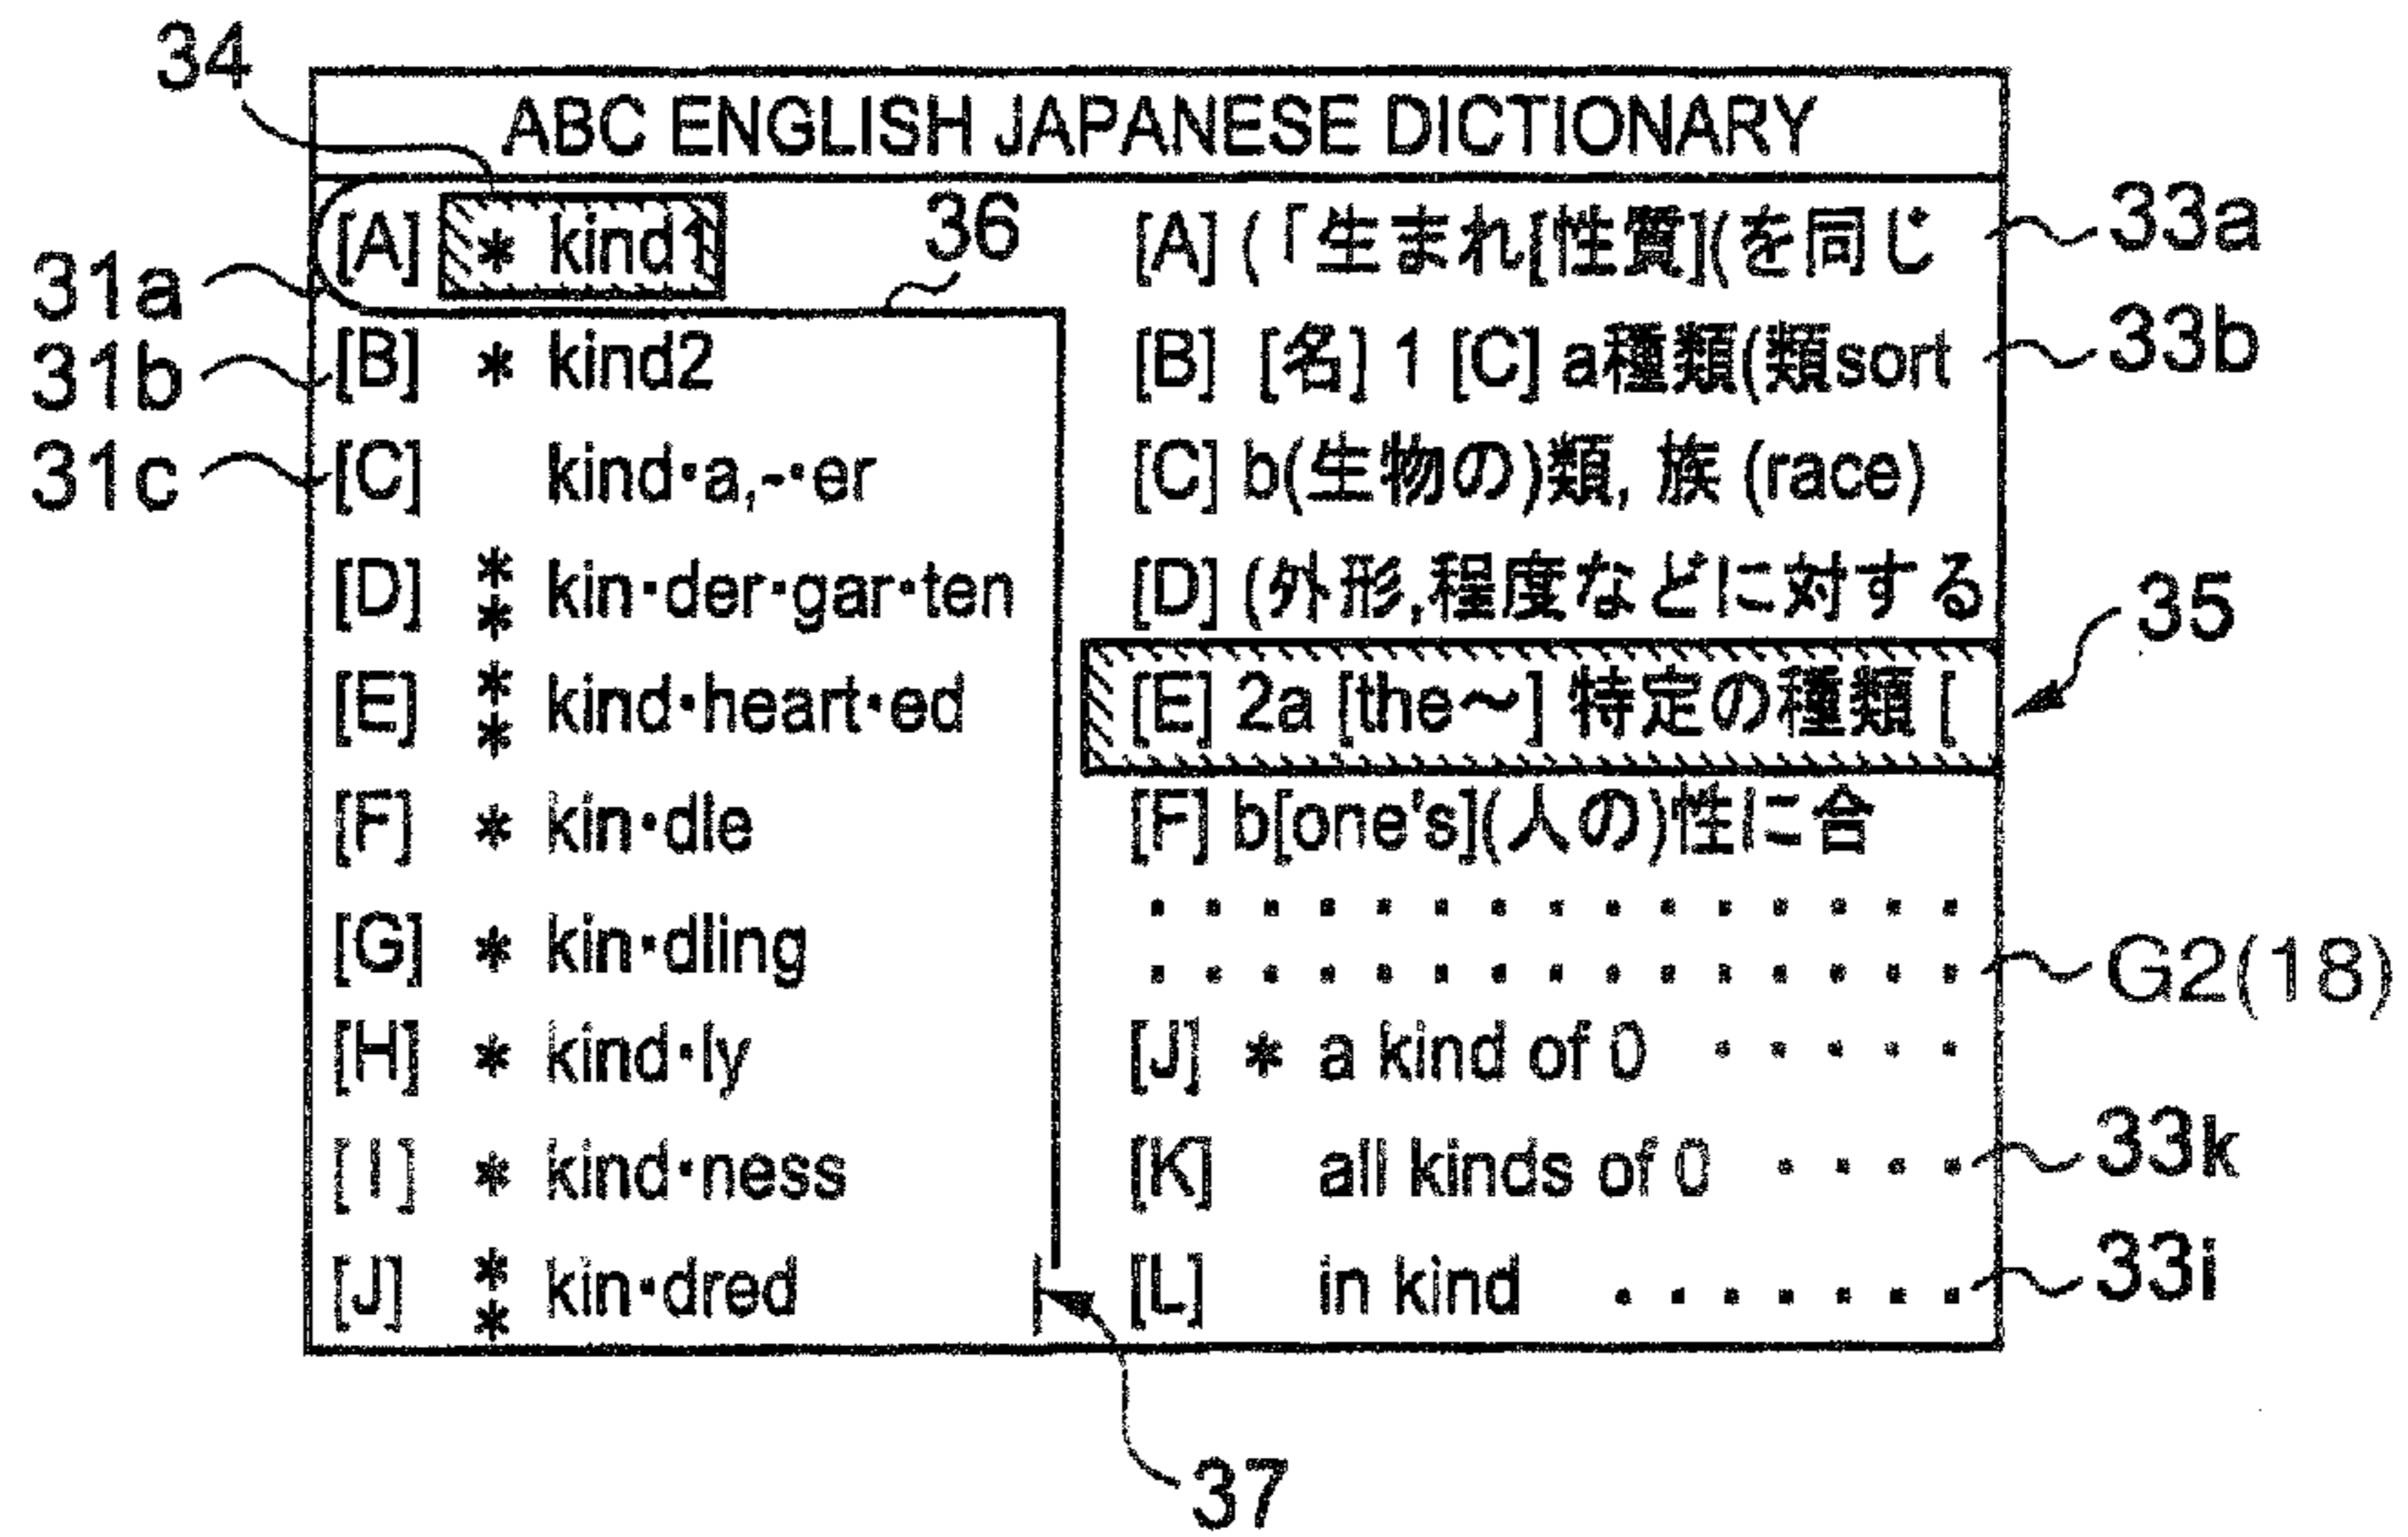 34
ABC ENGLISH JAPANESE DICTIONARY
[A] * kind1
36
31a
[B] * kind2
31b
[C] kind·a,-·er
31c
[D] ** kin·der·gar·ten
[E] ** kind·heart·ed
[F] * kin·dle
[G] * kin·dling
[H] * kind·ly
[I] * kind·ness
[J] ** kin·dred
[A] (「生まれ[性質](を同じ
33a
[B] [名] 1 [C] a種類(類sort
33b
[C] b(生物の)類, 族 (race)
[D] (外形,程度などに対する
35
[E] 2a [the~] 特定の種類 [
[F] b[one's](人の)性に合
· · · · · · · · · · · · · · ·
· · · · · · · · · · · · · · ·
G2(18)
[J] * a kind of 0 · · · · ·
[K] all kinds of 0 · · · ·
33k
[L] in kind · · · · · · ·
33i
37